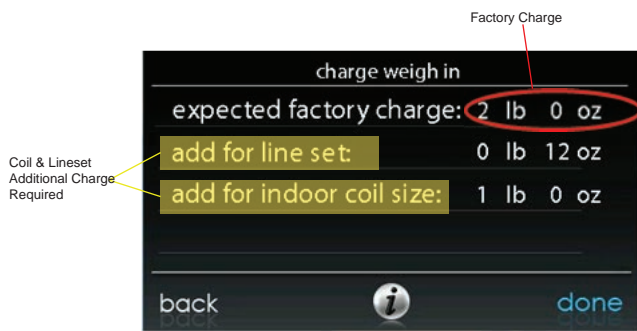 Factory Charge
charge weigh in
expected factory charge: 2 lb 0 oz
add for line set: 0 lb 12 oz
add for indoor coil size: 1 lb 0 oz
Coil & Lineset
Additional Charge
Required
back i done